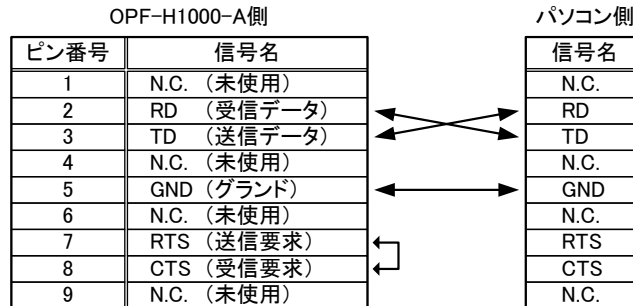 OPF-H1000-A側 パソコン側
ピン番号 信号名 信号名
1 N.C. （未使用） N.C.
2 RD （受信データ） RD
3 TD （送信データ） TD
4 N.C. （未使用） N.C.
5 GND （グランド） GND
6 N.C. （未使用） N.C.
7 RTS （送信要求） RTS
8 CTS （受信要求） CTS
9 N.C. （未使用） N.C.